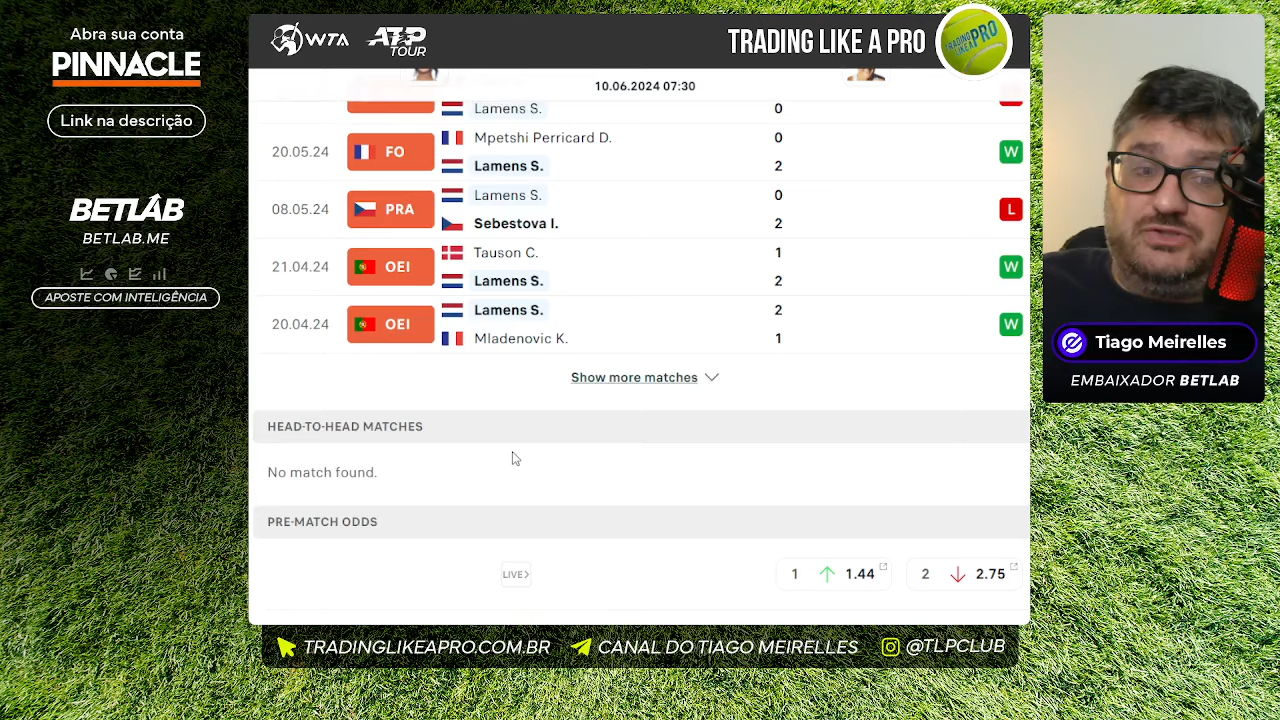 Abra sua conta
PINNACLE
Link na descrição
BETLAB
BETLAB.ME
APOSTE COM INTELIGÊNCIA
WTA
ATP
TOUR
TRADING LIKE A PRO
TRADING
LIKE A
PRO
10.06.2024 07:30
Lamens S. 0
20.05.24 FO Mpetshi Perricard D. 0
Lamens S. 2 W
08.05.24 PRA Lamens S. 0
Sebestova I. 2 L
21.04.24 OEI Tauson C. 1
Lamens S. 2 W
20.04.24 OEI Lamens S. 2
Mladenovic K. 1 W
Show more matches
HEAD-TO-HEAD MATCHES
No match found.
PRE-MATCH ODDS
LIVE
1 1.44 2 2.75
Tiago Meirelles
EMBAIXADOR BETLAB
TRADINGLIKEAPRO.COM.BR CANAL DO TIAGO MEIRELLES @TLPCLUB